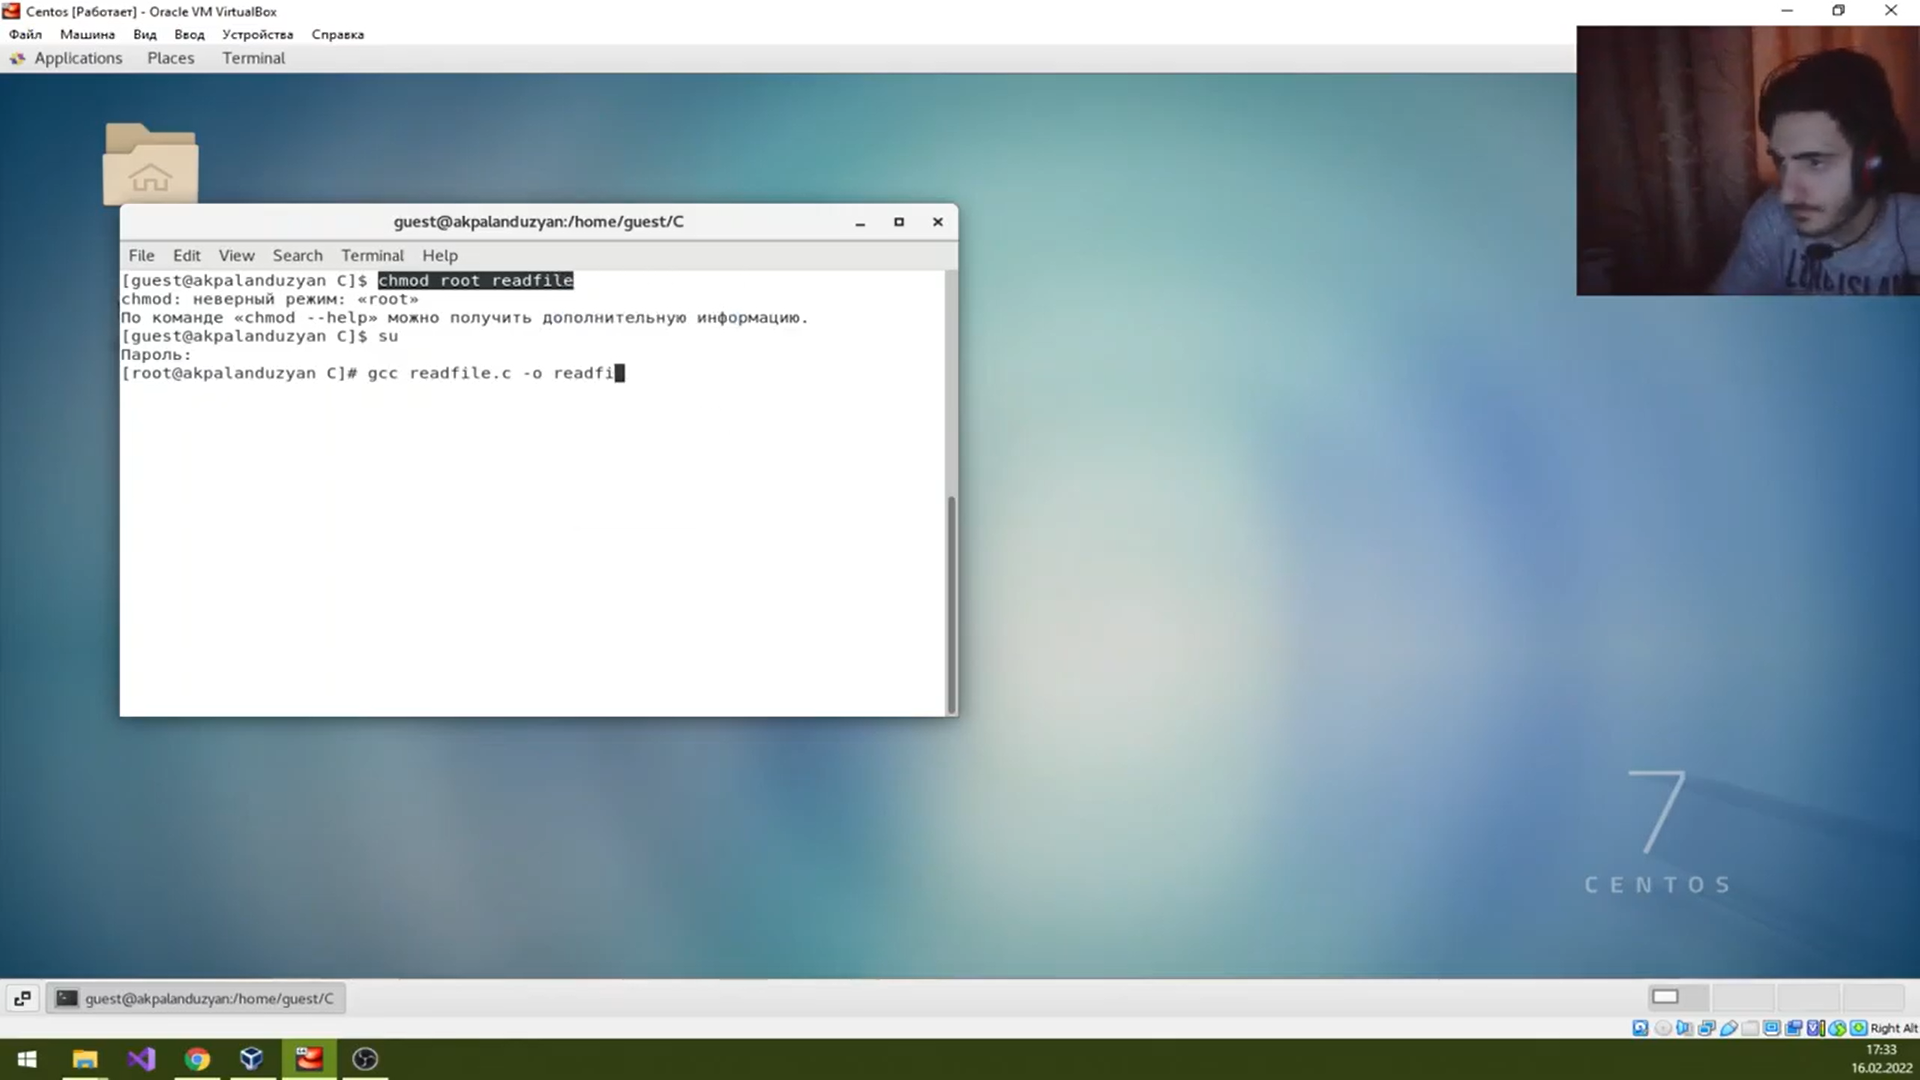 Centos [Работает] - Oracle VM VirtualBox
Файл Машина Вид Ввод Устройства Справка
Applications Places Terminal
guest@akpalanduzyan:/home/guest/C
File Edit View Search Terminal Help
[guest@akpalanduzyan C]$ chmod root readfile
chmod: неверный режим: «root»
По команде «chmod --help» можно получить дополнительную информацию.
[guest@akpalanduzyan C]$ su
Пароль:
[root@akpalanduzyan C]# gcc readfile.c -o readfi
7
CENTOS
guest@akpalanduzyan:/home/guest/C
Right Alt
17:33
16.02.2022